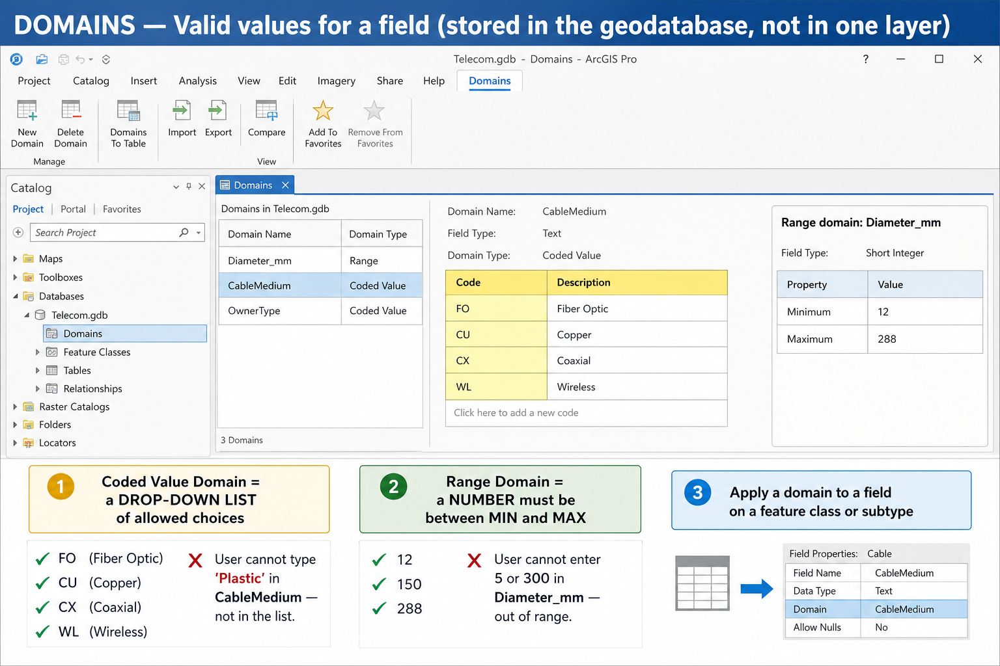 DOMAINS — Valid values for a field (stored in the geodatabase, not in one layer)
Telecom.gdb - Domains - ArcGIS Pro
?
Project Catalog Insert Analysis View Edit Imagery Share Help Domains
New Domain
Delete Domain
Domains To Table
Import
Export
Compare
Add To Favorites
Remove From Favorites
Manage
View
Catalog
Project | Portal | Favorites
Search Project
Maps
Toolboxes
Databases
Telecom.gdb
Domains
Feature Classes
Tables
Relationships
Raster Catalogs
Folders
Locators
Domains
Domains in Telecom.gdb
Domain Name Domain Type
Diameter_mm Range
CableMedium Coded Value
OwnerType Coded Value
3 Domains
Domain Name: CableMedium
Field Type: Text
Domain Type: Coded Value
Code Description
FO Fiber Optic
CU Copper
CX Coaxial
WL Wireless
Click here to add a new code
Range domain: Diameter_mm
Field Type: Short Integer
Property Value
Minimum 12
Maximum 288
1
Coded Value Domain =
a DROP-DOWN LIST
of allowed choices
✓ FO (Fiber Optic)
✓ CU (Copper)
✓ CX (Coaxial)
✓ WL (Wireless)
X User cannot type
'Plastic' in
CableMedium —
not in the list.
2
Range Domain =
a NUMBER must be
between MIN and MAX
✓ 12
✓ 150
✓ 288
X User cannot enter
5 or 300 in
Diameter_mm —
out of range.
3
Apply a domain to a field
on a feature class or subtype
Field Properties: Cable
Field Name CableMedium
Data Type Text
Domain CableMedium
Allow Nulls No